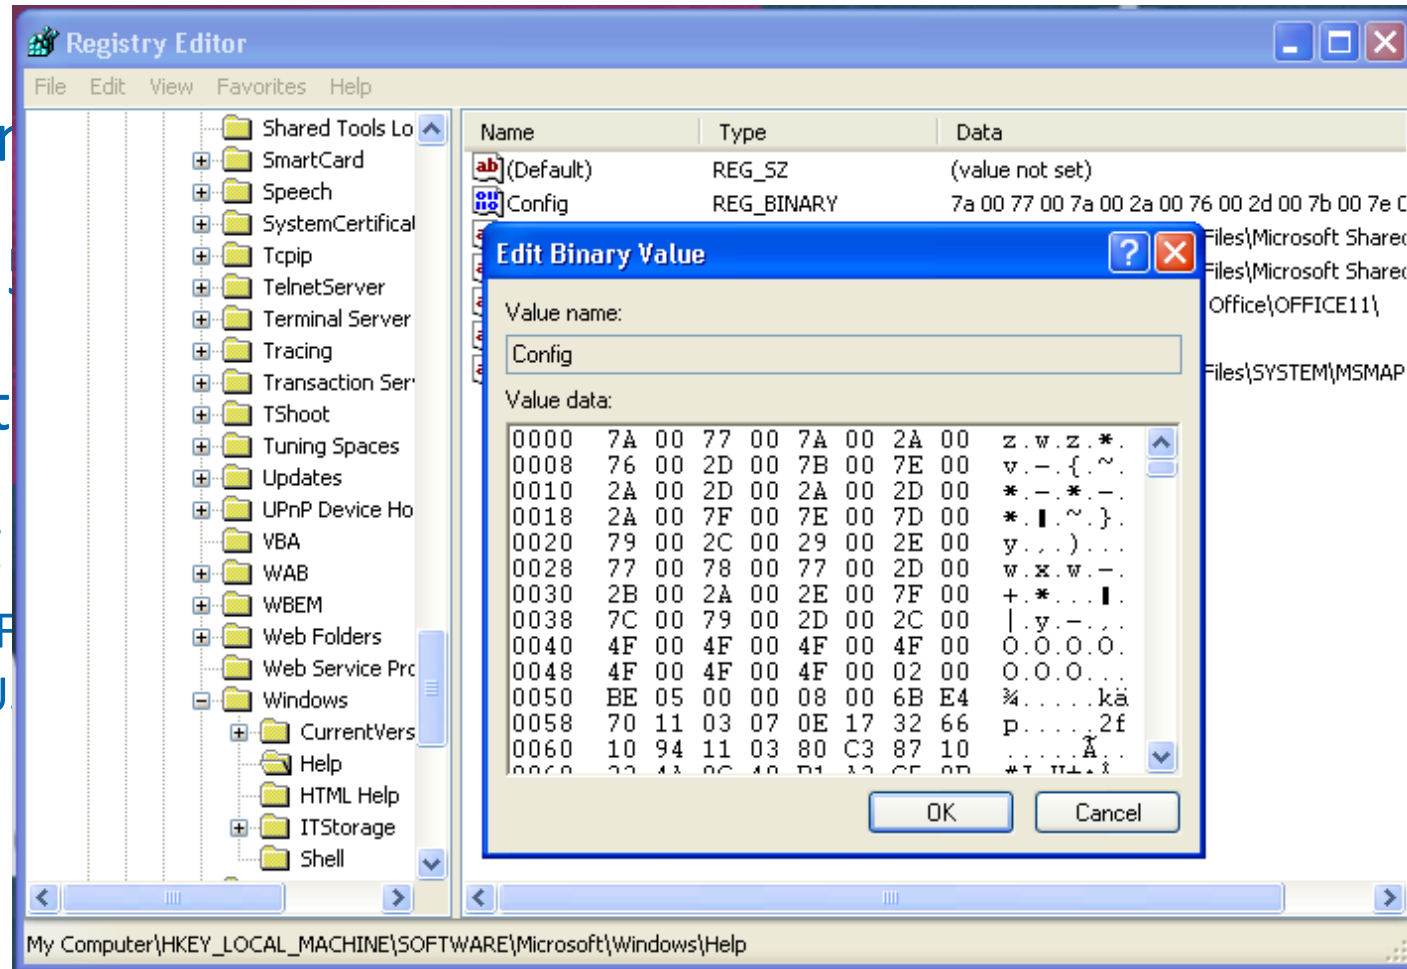 Registry Editor
File Edit View Favorites Help
Shared Tools Lo
SmartCard
Speech
SystemCertificat
Tcpip
TelnetServer
Terminal Server
Tracing
Transaction Ser
TShoot
Tuning Spaces
Updates
UPnP Device Ho
VBA
WAB
WBEM
Web Folders
Web Service Pro
Windows
CurrentVers
Help
HTML Help
ITStorage
Shell
Name Type Data
(Default) REG_SZ (value not set)
Config REG_BINARY 7a 00 77 00 7a 00 2a 00 76 00 2d 00 7b 00 7e 0
Files\Microsoft Shared
Files\Microsoft Shared
Office\OFFICE11\
Files\SYSTEM\MSMAP
Edit Binary Value
Value name:
Config
Value data:
0000 7A 00 77 00 7A 00 2A 00 z.w.z.*.
0008 76 00 2D 00 7B 00 7E 00 v.-.{.~.
0010 2A 00 2D 00 2A 00 2D 00 *.-.*.-.
0018 2A 00 7F 00 7E 00 7D 00 *.▌.~.}.
0020 79 00 2C 00 29 00 2E 00 y.,.)...
0028 77 00 78 00 77 00 2D 00 w.x.w.-.
0030 2B 00 2A 00 2E 00 7F 00 +.*...▌.
0038 7C 00 79 00 2D 00 2C 00 |.y.-.,.
0040 4F 00 4F 00 4F 00 4F 00 O.O.O.O.
0048 4F 00 4F 00 4F 00 02 00 O.O.O...
0050 BE 05 00 00 08 00 6B E4 ¾.....kä
0058 70 11 03 07 0E 17 32 66 p.....2f
0060 10 94 11 03 80 C3 87 10 .....Ã..
OK Cancel
My Computer\HKEY_LOCAL_MACHINE\SOFTWARE\Microsoft\Windows\Help